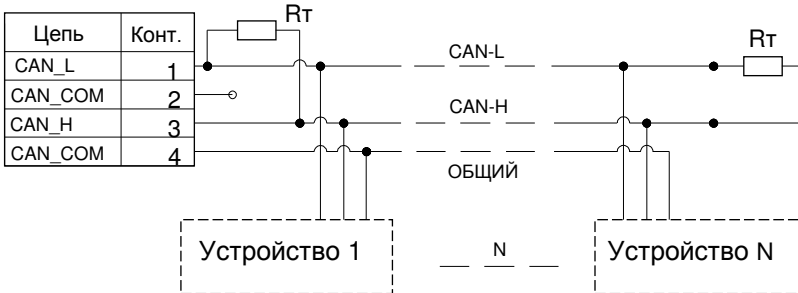 Rт
Цепь Конт.
Rт
CAN_L 1
CAN-L
CAN_COM 2
CAN-H
CAN_H 3
CAN_COM 4
ОБЩИЙ
Устройство 1
N
Устройство N